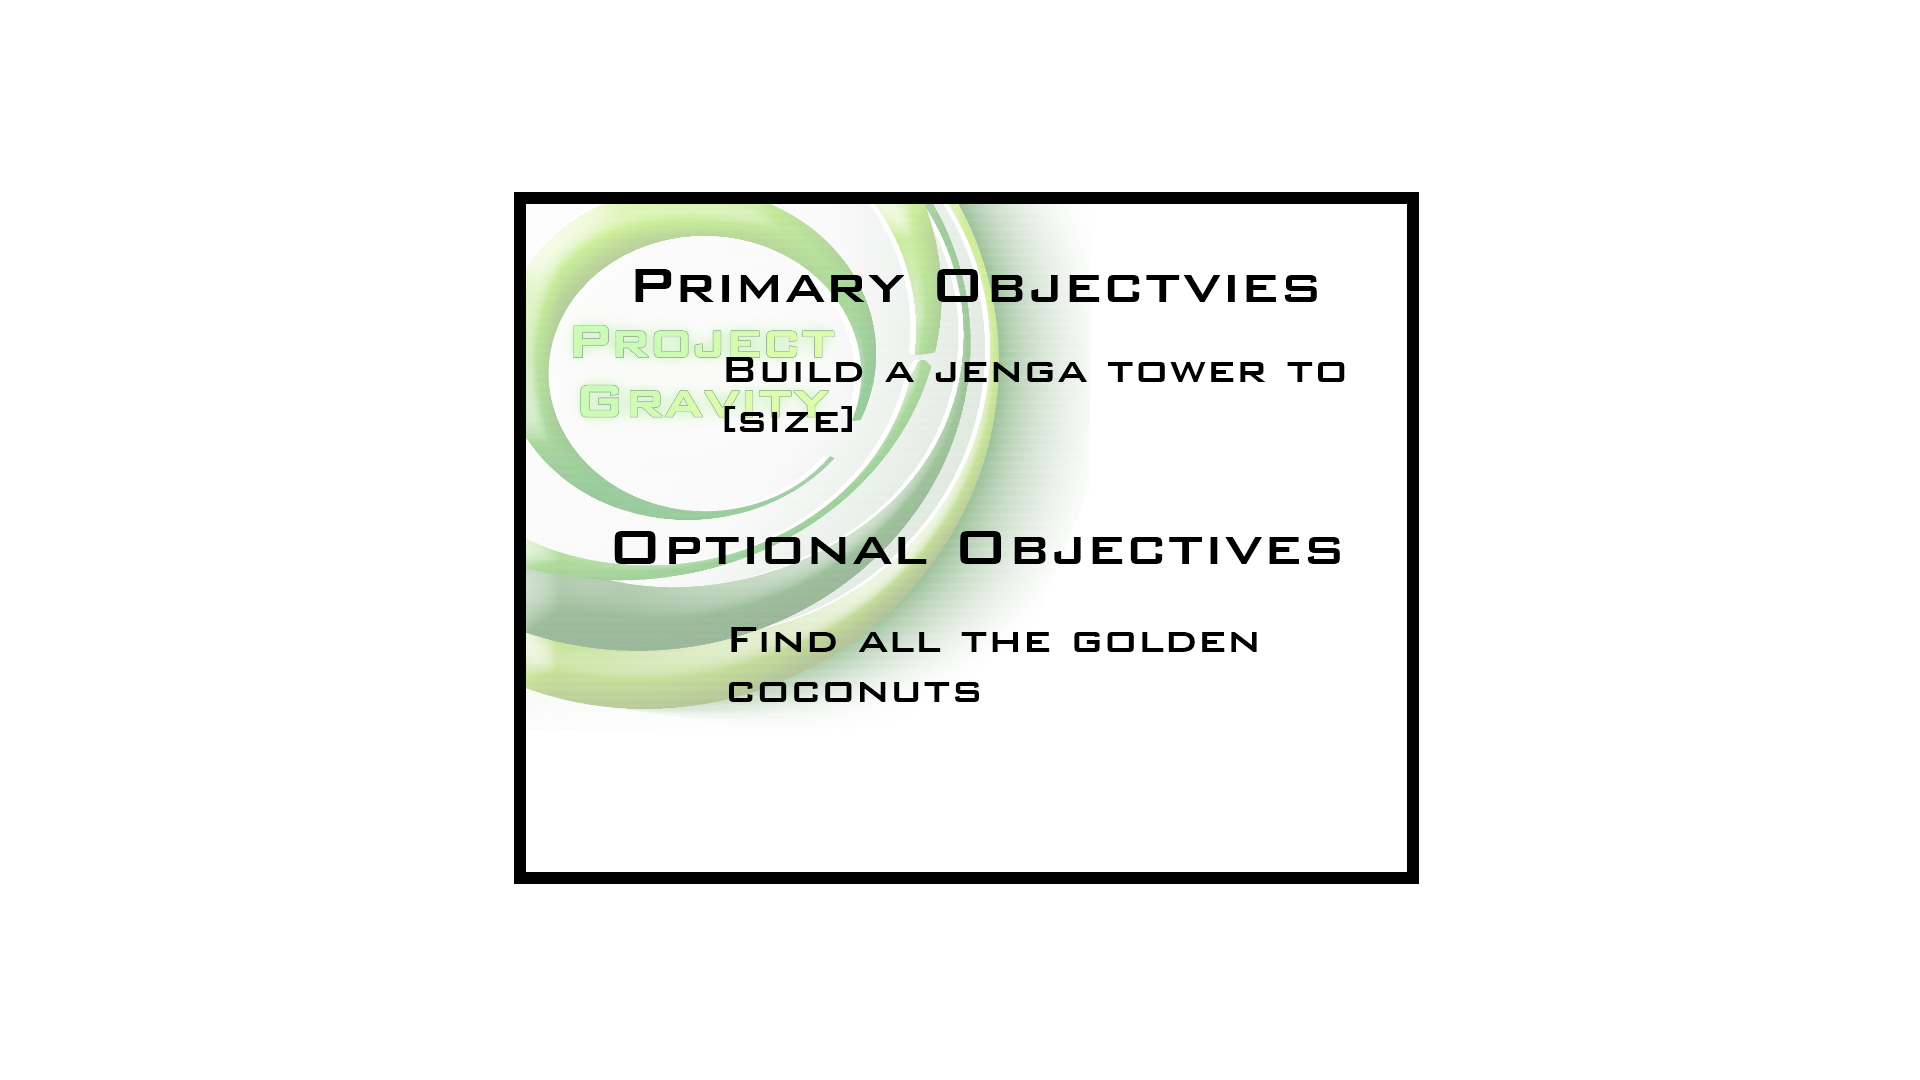 Primary Objectvies
Project
Build a jenga tower to
Gravity
[size]
Optional Objectives
Find all the golden
coconuts